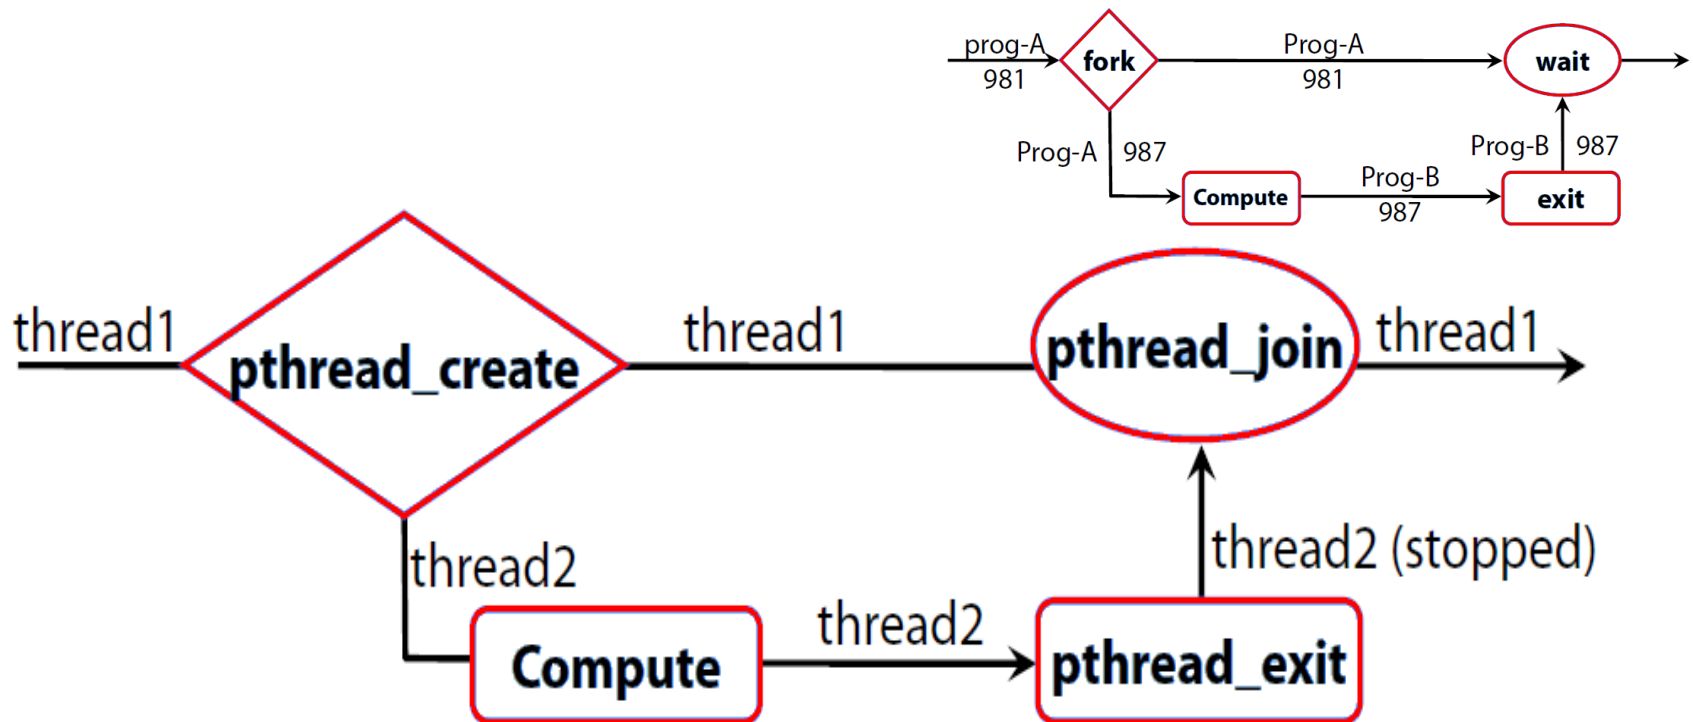 prog-A
981
fork
Prog-A
981
wait
Prog-A 987
Compute
Prog-B
987
exit
Prog-B 987
thread1
pthread_create
thread1
pthread_join
thread1
thread2
Compute
thread2
pthread_exit
thread2 (stopped)